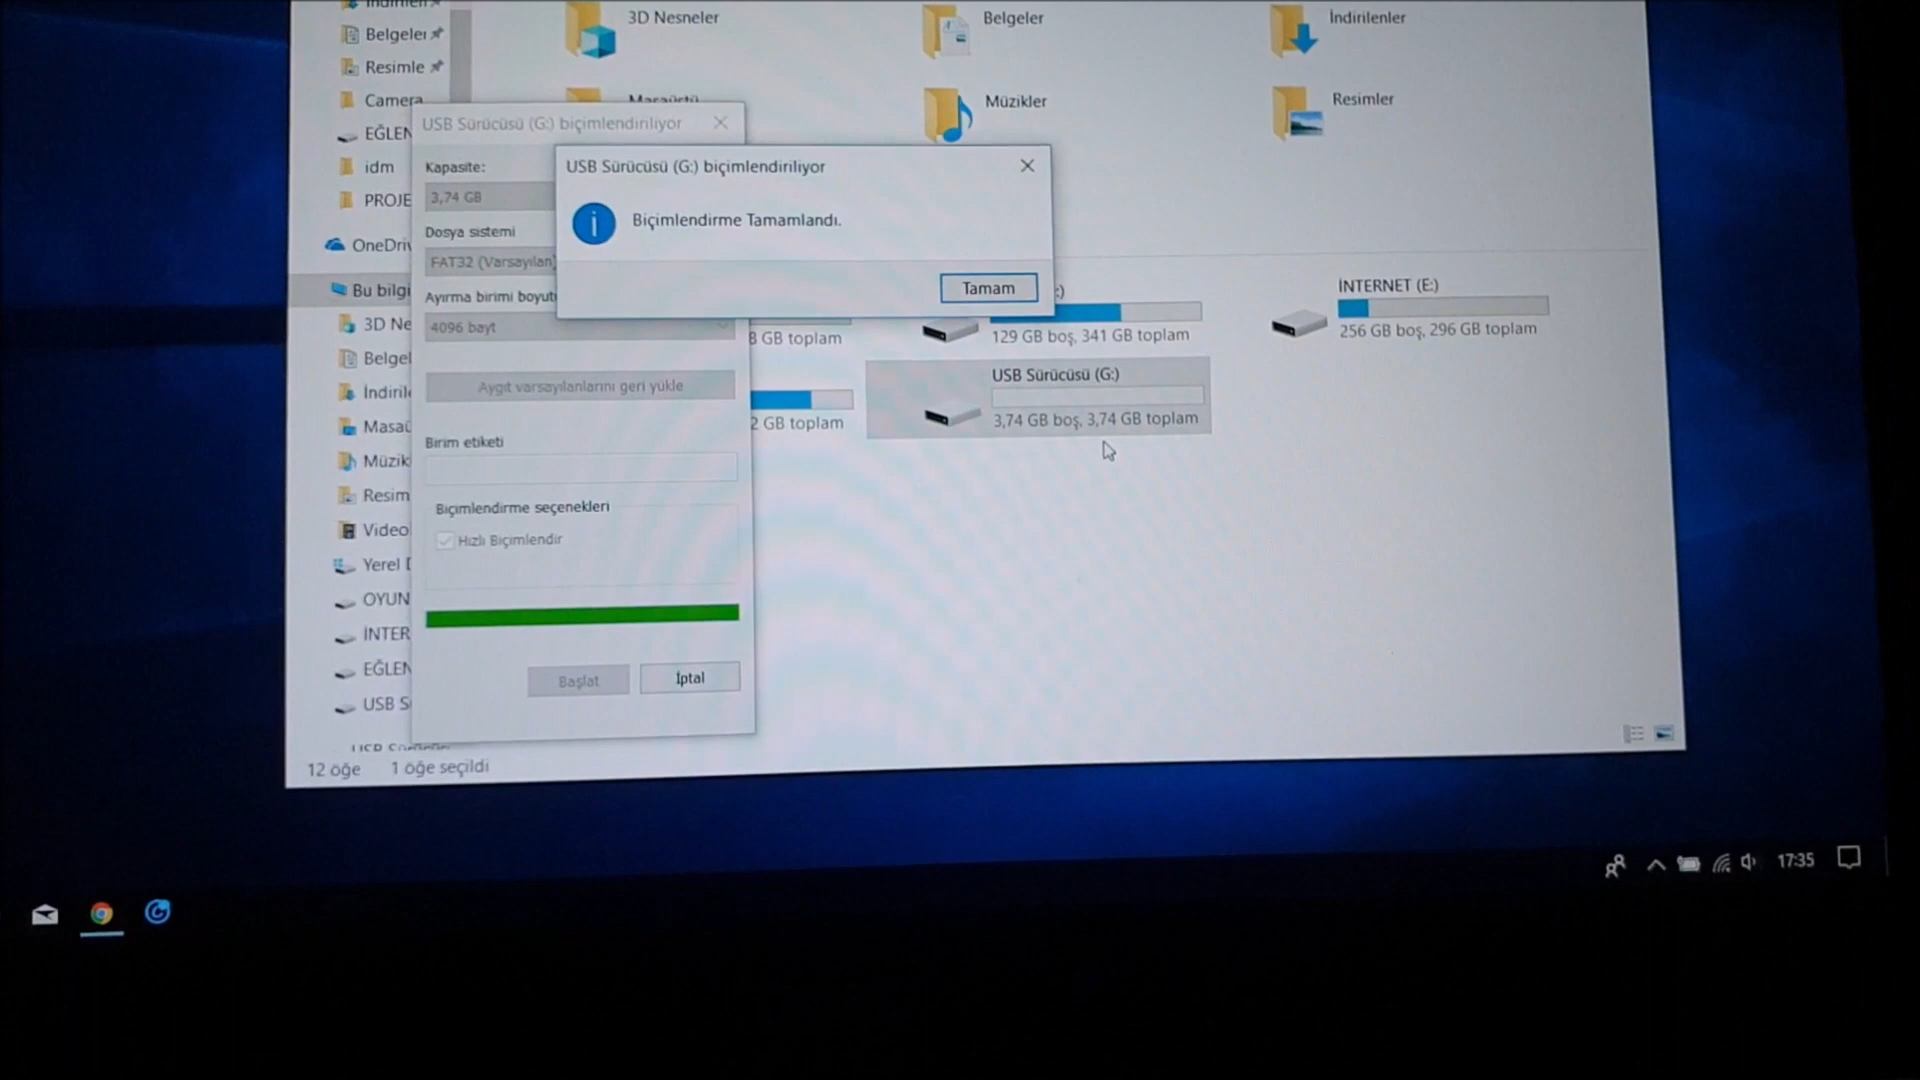 3D Nesneler
Belgeler
İndirilenler
Belgeler
Resimle
Camera
Müzikler
Resimler
EĞLEN
idm
PROJE
OneDriv
Bu bilgi
3D Ne
Belgel
İndirile
Masaü
Müzik
Resim
Video
Yerel D
OYUN
İNTER
EĞLEN
USB S
USB Sürücüsü (G:) biçimlendiriliyor
Kapasite:
3,74 GB
Dosya sistemi
FAT32 (Varsayılan)
Ayırma birimi boyutu
4096 bayt
Aygıt varsayılanlarını geri yükle
Birim etiketi
Biçimlendirme seçenekleri
Hızlı Biçimlendir
Başlat
İptal
USB Sürücüsü (G:) biçimlendiriliyor
Biçimlendirme Tamamlandı.
Tamam
:)
8 GB toplam
129 GB boş, 341 GB toplam
İNTERNET (E:)
256 GB boş, 296 GB toplam
2 GB toplam
USB Sürücüsü (G:)
3,74 GB boş, 3,74 GB toplam
12 öğe
1 öğe seçildi
17:35